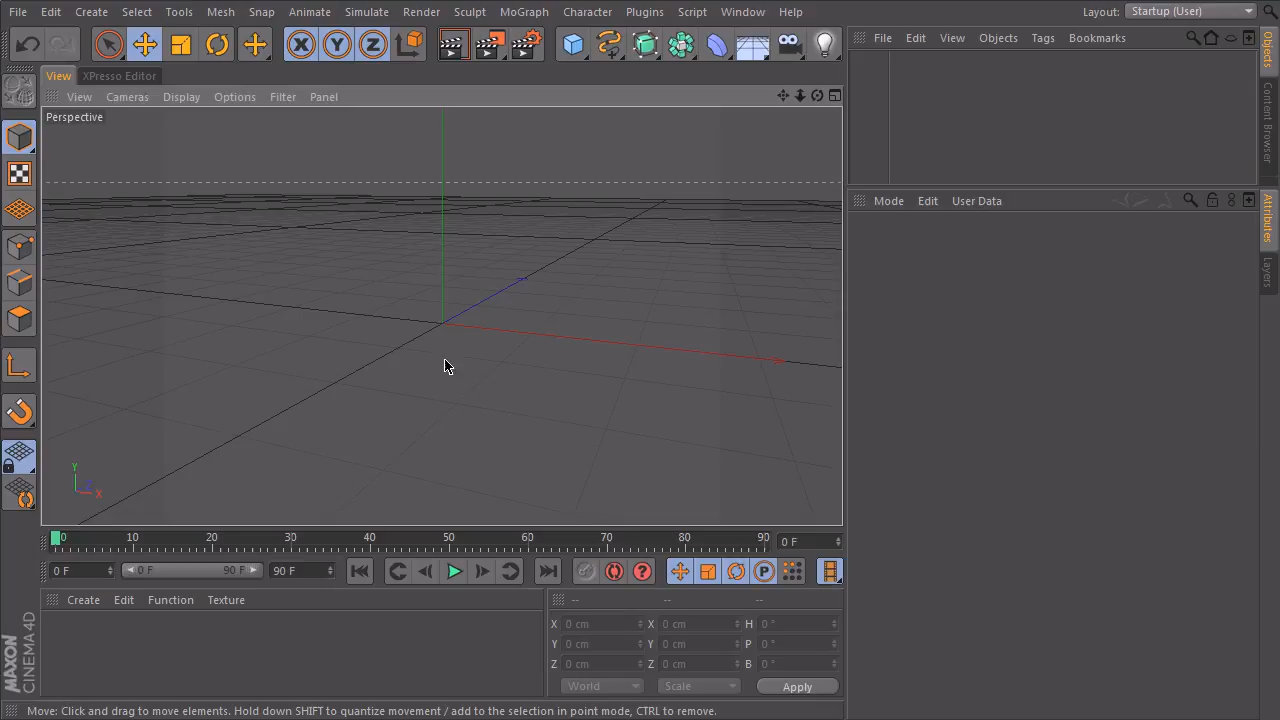 File Edit Create Select Tools Mesh Snap Animate Simulate Render Sculpt MoGraph Character Plugins Script Window Help Layout: Startup (User)
X Y Z
File Edit View Objects Tags Bookmarks
View XPresso Editor
View Cameras Display Options Filter Panel
Perspective
Objects
Content Browser
Mode Edit User Data
Attributes
Layers
Y
Z
X
0 10 20 30 40 50 60 70 80 90 0 F
0 F 0 F 90 F 90 F P
Create Edit Function Texture -- -- --
X 0 cm X 0 cm H 0 °
Y 0 cm Y 0 cm P 0 °
Z 0 cm Z 0 cm B 0 °
World Scale Apply
MAXON
CINEMA 4D
Move: Click and drag to move elements. Hold down SHIFT to quantize movement / add to the selection in point mode, CTRL to remove.